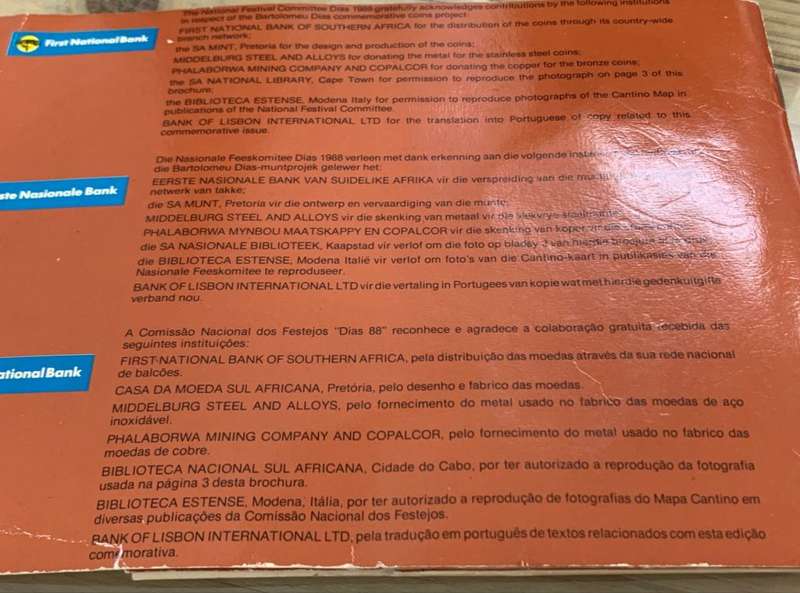 The National Festival Committee Dias 1988 gratefully acknowledges contributions by the following institutions
in respect of the Bartolomeu Dias commemorative coins project:
FIRST NATIONAL BANK OF SOUTHERN AFRICA for the distribution of the coins through its country-wide
branch network;
the SA MINT, Pretoria for the design and production of the coins;
MIDDELBURG STEEL AND ALLOYS for donating the metal for the stainless steel coins;
PHALABORWA MINING COMPANY AND COPALCOR for donating the copper for the bronze coins;
the SA NATIONAL LIBRARY, Cape Town for permission to reproduce the photograph on page 3 of this
brochure;
the BIBLIOTECA ESTENSE, Modena Italy for permission to reproduce photographs of the Cantino Map in
publications of the National Festival Committee.
BANK OF LISBON INTERNATIONAL LTD for the translation into Portuguese of copy related to this
commemorative issue.
First National Bank
Die Nasionale Feeskomitee Dias 1988 verleen met dank erkenning aan die volgende
die Bartolomeu Dias-muntprojek gelewer het:
EERSTE NASIONALE BANK VAN SUIDELIKE AFRIKA vir die verspreiding van die
netwerk van takke;
die SA MUNT, Pretoria vir die ontwerp en vervaardiging van die munte;
MIDDELBURG STEEL AND ALLOYS vir die skenking van metaal vir die
PHALABORWA MYNBOU MAATSKAPPY EN COPALCOR vir die skenking van koper vir die
die SA NASIONALE BIBLIOTEEK, Kaapstad vir verlof om die foto op bladsy 3 van hierdie brosjure
die BIBLIOTECA ESTENSE, Modena Italië vir verlof om foto's van die Cantino-kaart in publikasies van die
Nasionale Feeskomitee te reproduseer.
BANK OF LISBON INTERNATIONAL LTD vir die vertaling in Portugees van kopie wat met hierdie gedenkuitgifte
verband hou.
ste Nasionale Bank
A Comissão Nacional dos Festejos "Dias 88" reconhece e agradece a colaboração gratuita recebida das
seguintes instituições:
FIRST NATIONAL BANK OF SOUTHERN AFRICA, pela distribuição das moedas através da sua rede nacional
de balcões.
CASA DA MOEDA SUL AFRICANA, Pretória, pelo desenho e fabrico das moedas.
MIDDELBURG STEEL AND ALLOYS, pelo fornecimento do metal usado no fabrico das moedas de aço
inoxidável.
PHALABORWA MINING COMPANY AND COPALCOR, pelo fornecimento do metal usado no fabrico das
moedas de cobre.
BIBLIOTECA NACIONAL SUL AFRICANA, Cidade do Cabo, por ter autorizado a reprodução da fotografia
usada na página 3 desta brochura.
BIBLIOTECA ESTENSE, Modena, Itália, por ter autorizado a reprodução de fotografias do Mapa Cantino em
diversas publicações da Comissão Nacional dos Festejos.
BANK OF LISBON INTERNATIONAL LTD, pela tradução em português de textos relacionados com esta edição
comemorativa.
ational Bank